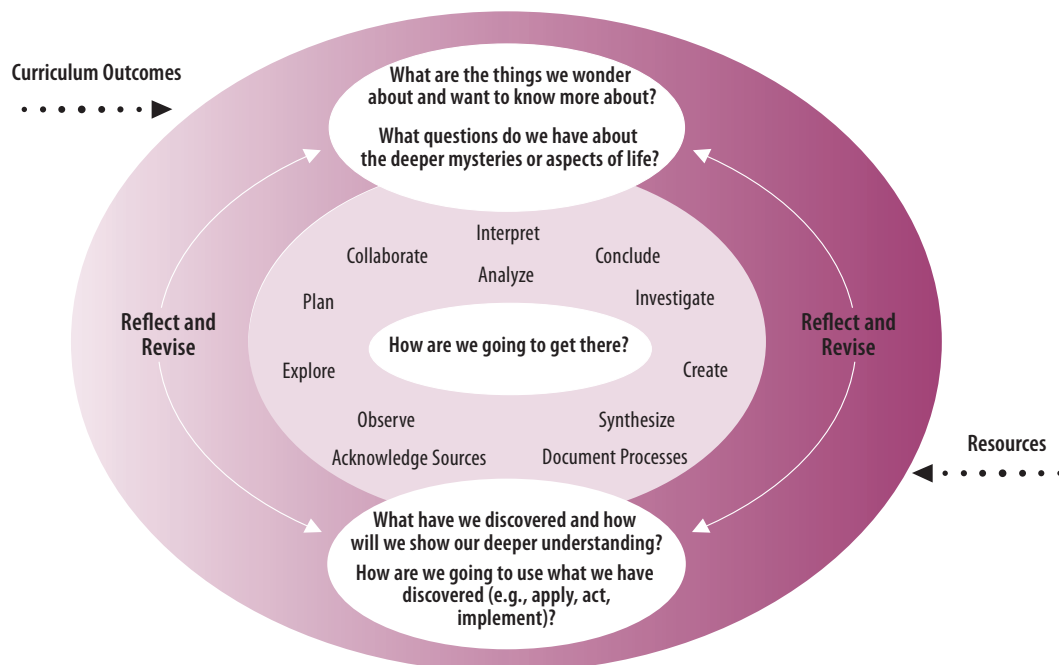 Curriculum Outcomes
What are the things we wonder
about and want to know more about?
What questions do we have about
the deeper mysteries or aspects of life?
Interpret
Collaborate
Conclude
Analyze
Plan
Investigate
Reflect and
Revise
How are we going to get there?
Reflect and
Revise
Explore
Create
Observe
Synthesize
Acknowledge Sources
Document Processes
Resources
What have we discovered and how
will we show our deeper understanding?
How are we going to use what we have
discovered (e.g., apply, act,
implement)?